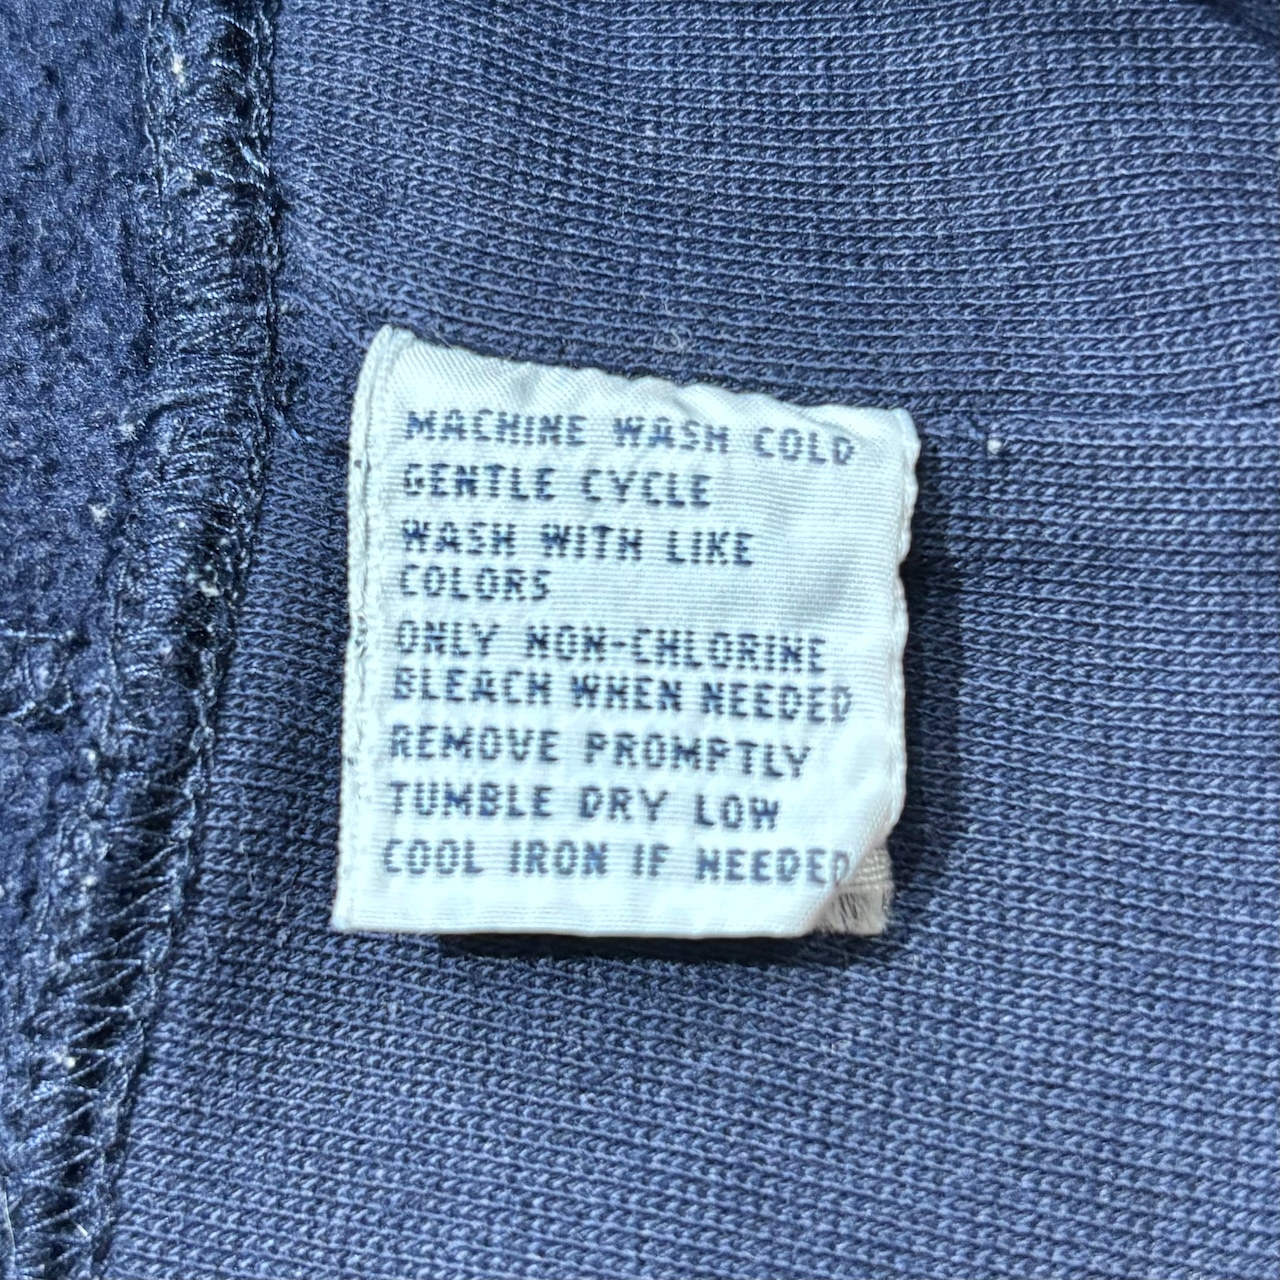 MACHINE WASH COLD
GENTLE CYCLE
WASH WITH LIKE
COLORS
ONLY NON-CHLORINE
BLEACH WHEN NEEDED
REMOVE PROMPTLY
TUMBLE DRY LOW
COOL IRON IF NEEDED